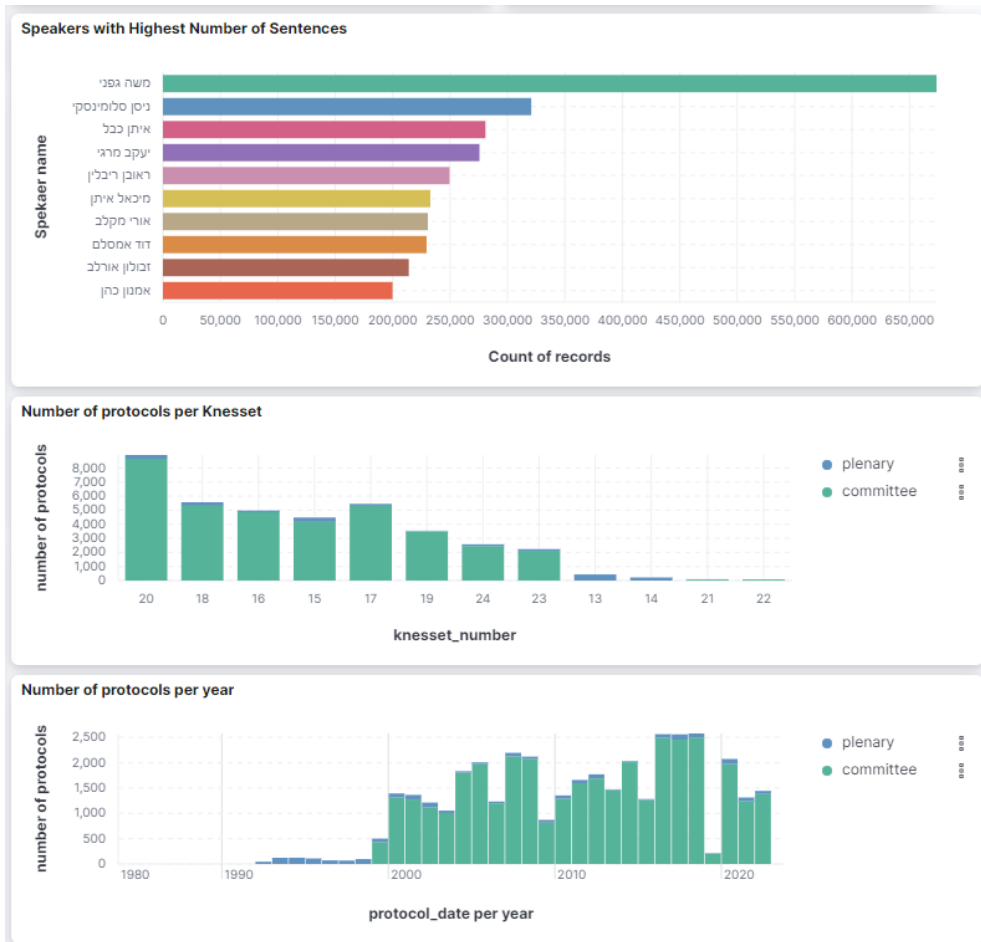 Speakers with Highest Number of Sentences
Spekaer name
משה גפני
ניסן סלומינסקי
איתן כבל
יעקב מרגי
ראובן ריבלין
מיכאל איתן
אורי מקלב
דוד אמסלם
זבולון אורלב
אמנון כהן
0 50,000 100,000 150,000 200,000 250,000 300,000 350,000 400,000 450,000 500,000 550,000 600,000 650,000
Count of records
Number of protocols per Knesset
number of protocols
8,000
7,000
6,000
5,000
4,000
3,000
2,000
1,000
0
20 18 16 15 17 19 24 23 13 14 21 22
knesset_number
plenary
committee
Number of protocols per year
number of protocols
2,500
2,000
1,500
1,000
500
0
1980 1990 2000 2010 2020
protocol_date per year
plenary
committee